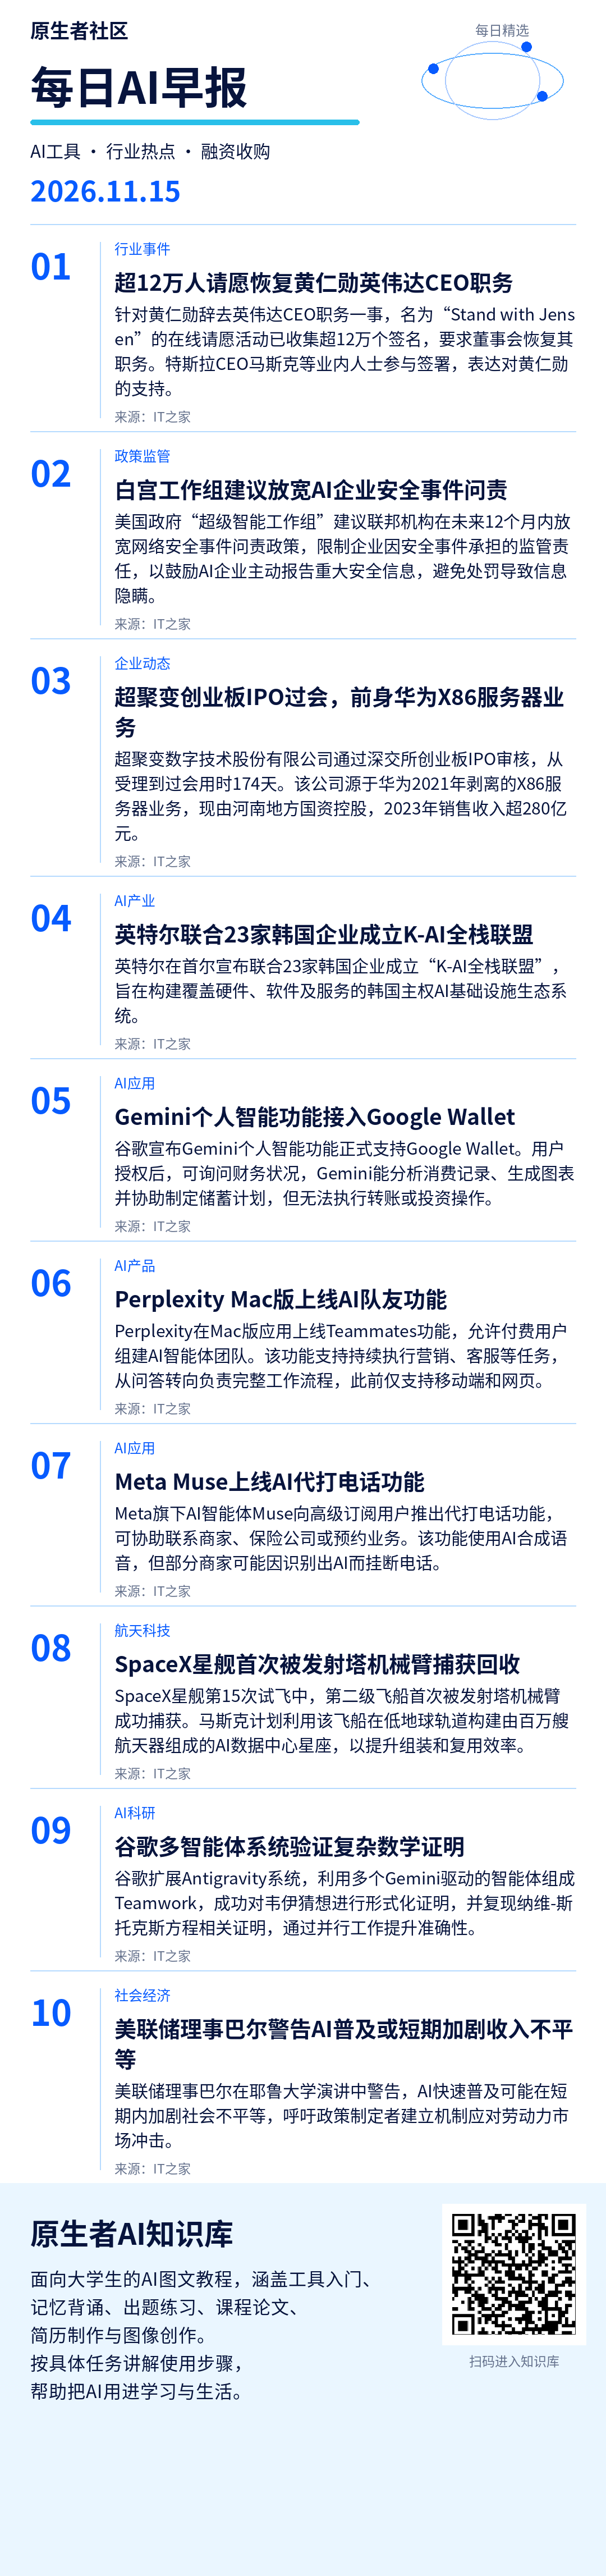 原生者社区
每日精选
每日AI早报
AI工具 · 行业热点 · 融资收购
2026.11.15
01
行业事件
超12万人请愿恢复黄仁勋英伟达CEO职务
针对黄仁勋辞去英伟达CEO职务一事，名为“Stand with Jens
en”的在线请愿活动已收集超12万个签名，要求董事会恢复其
职务。特斯拉CEO马斯克等业内人士参与签署，表达对黄仁勋
的支持。
来源：IT之家
02
政策监管
白宫工作组建议放宽AI企业安全事件问责
美国政府“超级智能工作组”建议联邦机构在未来12个月内放
宽网络安全事件问责政策，限制企业因安全事件承担的监管责
任，以鼓励AI企业主动报告重大安全信息，避免处罚导致信息
隐瞒。
来源：IT之家
03
企业动态
超聚变创业板IPO过会，前身华为X86服务器业
务
超聚变数字技术股份有限公司通过深交所创业板IPO审核，从
受理到过会用时174天。该公司源于华为2021年剥离的X86服
务器业务，现由河南地方国资控股，2023年销售收入超280亿
元。
来源：IT之家
04
AI产业
英特尔联合23家韩国企业成立K-AI全栈联盟
英特尔在首尔宣布联合23家韩国企业成立“K-AI全栈联盟”，
旨在构建覆盖硬件、软件及服务的韩国主权AI基础设施生态系
统。
来源：IT之家
05
AI应用
Gemini个人智能功能接入Google Wallet
谷歌宣布Gemini个人智能功能正式支持Google Wallet。用户
授权后，可询问财务状况，Gemini能分析消费记录、生成图表
并协助制定储蓄计划，但无法执行转账或投资操作。
来源：IT之家
06
AI产品
Perplexity Mac版上线AI队友功能
Perplexity在Mac版应用上线Teammates功能，允许付费用户
组建AI智能体团队。该功能支持持续执行营销、客服等任务，
从问答转向负责完整工作流程，此前仅支持移动端和网页。
来源：IT之家
07
AI应用
Meta Muse上线AI代打电话功能
Meta旗下AI智能体Muse向高级订阅用户推出代打电话功能，
可协助联系商家、保险公司或预约业务。该功能使用AI合成语
音，但部分商家可能因识别出AI而挂断电话。
来源：IT之家
08
航天科技
SpaceX星舰首次被发射塔机械臂捕获回收
SpaceX星舰第15次试飞中，第二级飞船首次被发射塔机械臂
成功捕获。马斯克计划利用该飞船在低地球轨道构建由百万艘
航天器组成的AI数据中心星座，以提升组装和复用效率。
来源：IT之家
09
AI科研
谷歌多智能体系统验证复杂数学证明
谷歌扩展Antigravity系统，利用多个Gemini驱动的智能体组成
Teamwork，成功对韦伊猜想进行形式化证明，并复现纳维-斯
托克斯方程相关证明，通过并行工作提升准确性。
来源：IT之家
10
社会经济
美联储理事巴尔警告AI普及或短期加剧收入不平
等
美联储理事巴尔在耶鲁大学演讲中警告，AI快速普及可能在短
期内加剧社会不平等，呼吁政策制定者建立机制应对劳动力市
场冲击。
来源：IT之家
原生者AI知识库
面向大学生的AI图文教程，涵盖工具入门、
记忆背诵、出题练习、课程论文、
简历制作与图像创作。
按具体任务讲解使用步骤，
帮助把AI用进学习与生活。
扫码进入知识库